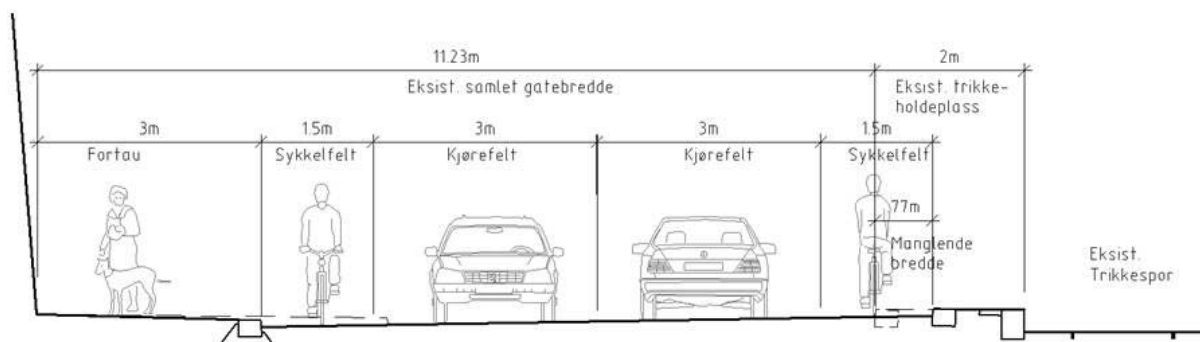 11.23m
2m
Eksist. samlet gatebredde
Eksist. trikke-
holdeplass
3m
1.5m
3m
3m
1.5m
Fortau
Sykkelfelt
Kjørefelt
Kjørefelt
Sykkelfelt
77m
Manglende
bredde
Eksist.
Trikkespor